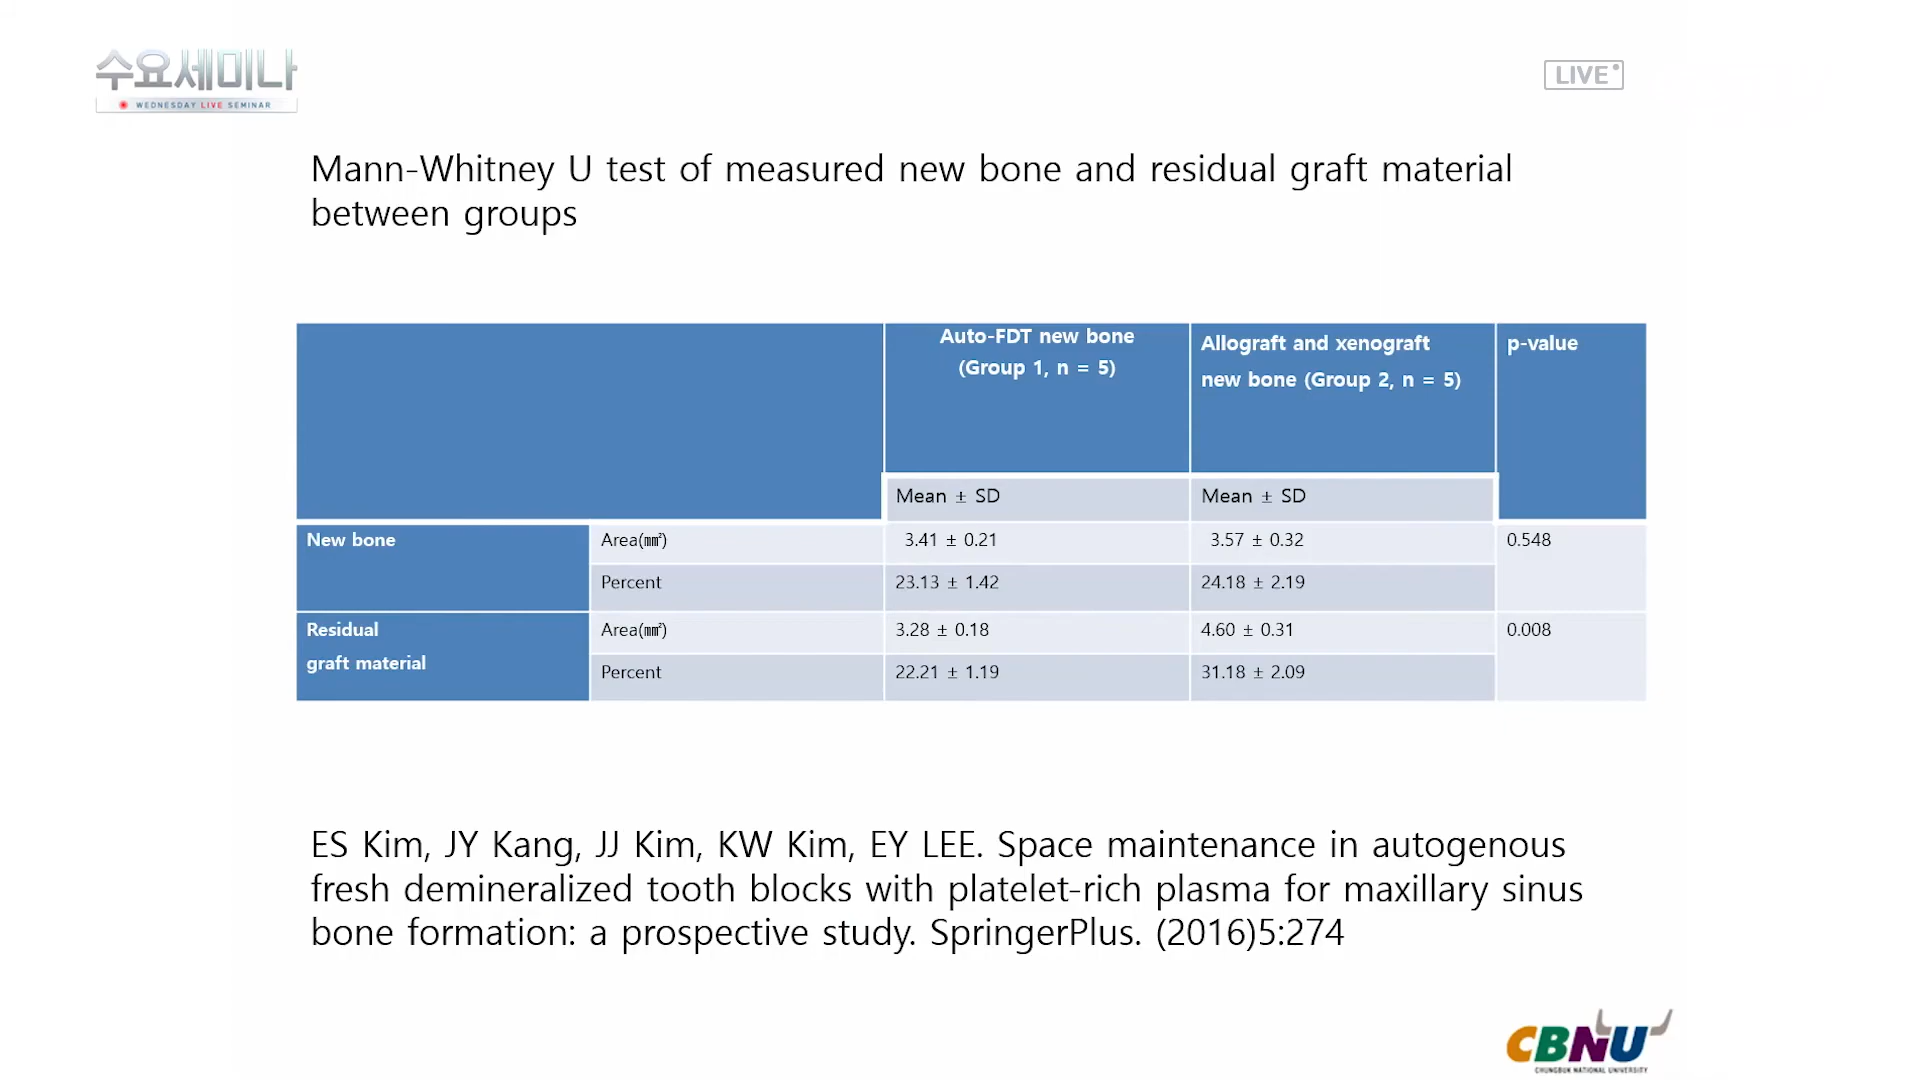 수요세미나
WEDNESDAY LIVE SEMINAR
LIVE
Mann-Whitney U test of measured new bone and residual graft material
between groups
Auto-FDT new bone
(Group 1, n = 5)
Allograft and xenograft
new bone (Group 2, n = 5)
p-value
Mean ± SD
Mean ± SD
New bone
Area(㎟)
3.41 ± 0.21
3.57 ± 0.32
0.548
Percent
23.13 ± 1.42
24.18 ± 2.19
Residual
graft material
Area(㎟)
3.28 ± 0.18
4.60 ± 0.31
0.008
Percent
22.21 ± 1.19
31.18 ± 2.09
ES Kim, JY Kang, JJ Kim, KW Kim, EY LEE. Space maintenance in autogenous
fresh demineralized tooth blocks with platelet-rich plasma for maxillary sinus
bone formation: a prospective study. SpringerPlus. (2016)5:274
CBNU
CHUNGBUK NATIONAL UNIVERSITY